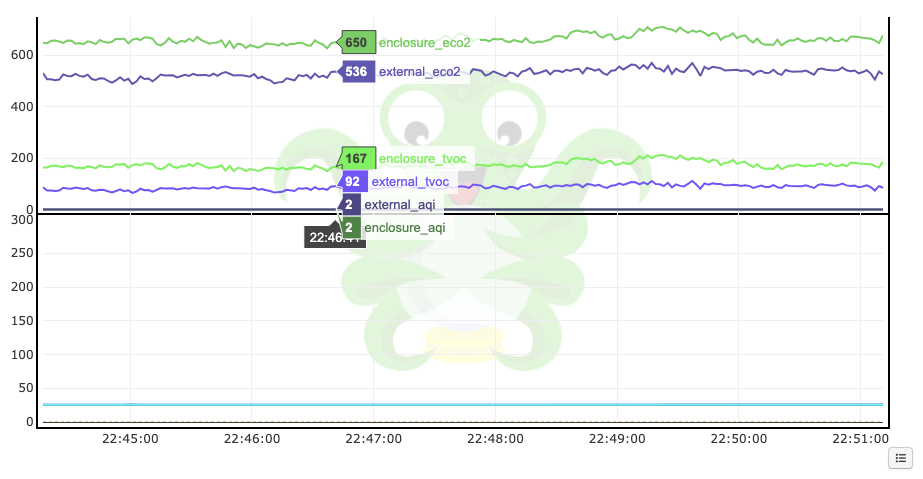 600
650 enclosure_eco2
536 external_eco2
400
200
167 enclosure_tvoc
92 external_tvoc
0
2 external_aqi
300
2 enclosure_aqi
250
200
150
100
50
0
22:45:00 22:46:00 22:47:00 22:48:00 22:49:00 22:50:00 22:51:00